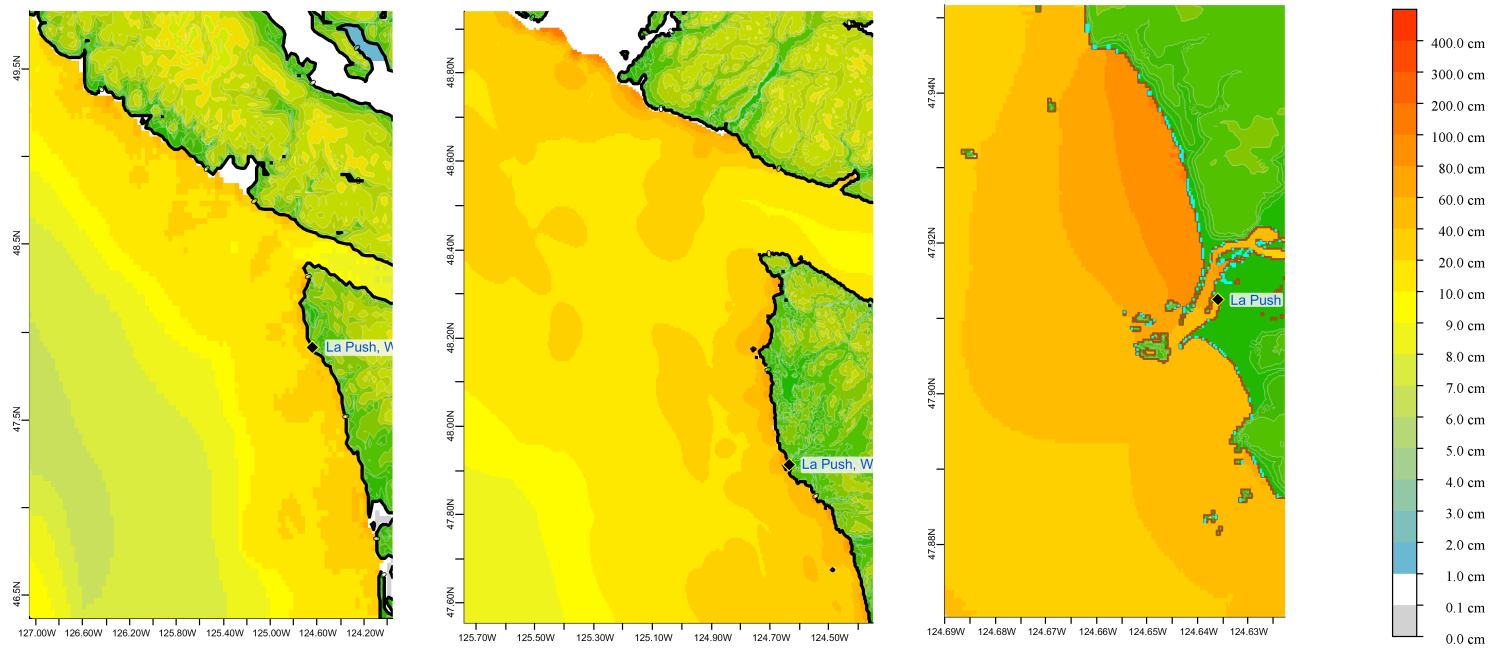 49.5N
48.5N
47.5N
46.5N
127.00W 126.60W 126.20W 125.80W 125.40W 125.00W 124.60W 124.20W
La Push, W
48.80N
48.60N
48.40N
48.20N
48.00N
47.80N
47.60N
125.70W 125.50W 125.30W 125.10W 124.90W 124.70W 124.50W
La Push, W
47.94N
47.92N
47.90N
47.88N
124.69W 124.68W 124.67W 124.66W 124.65W 124.64W 124.63W
La Push
400.0 cm
300.0 cm
200.0 cm
100.0 cm
80.0 cm
60.0 cm
40.0 cm
20.0 cm
10.0 cm
9.0 cm
8.0 cm
7.0 cm
6.0 cm
5.0 cm
4.0 cm
3.0 cm
2.0 cm
1.0 cm
0.1 cm
0.0 cm